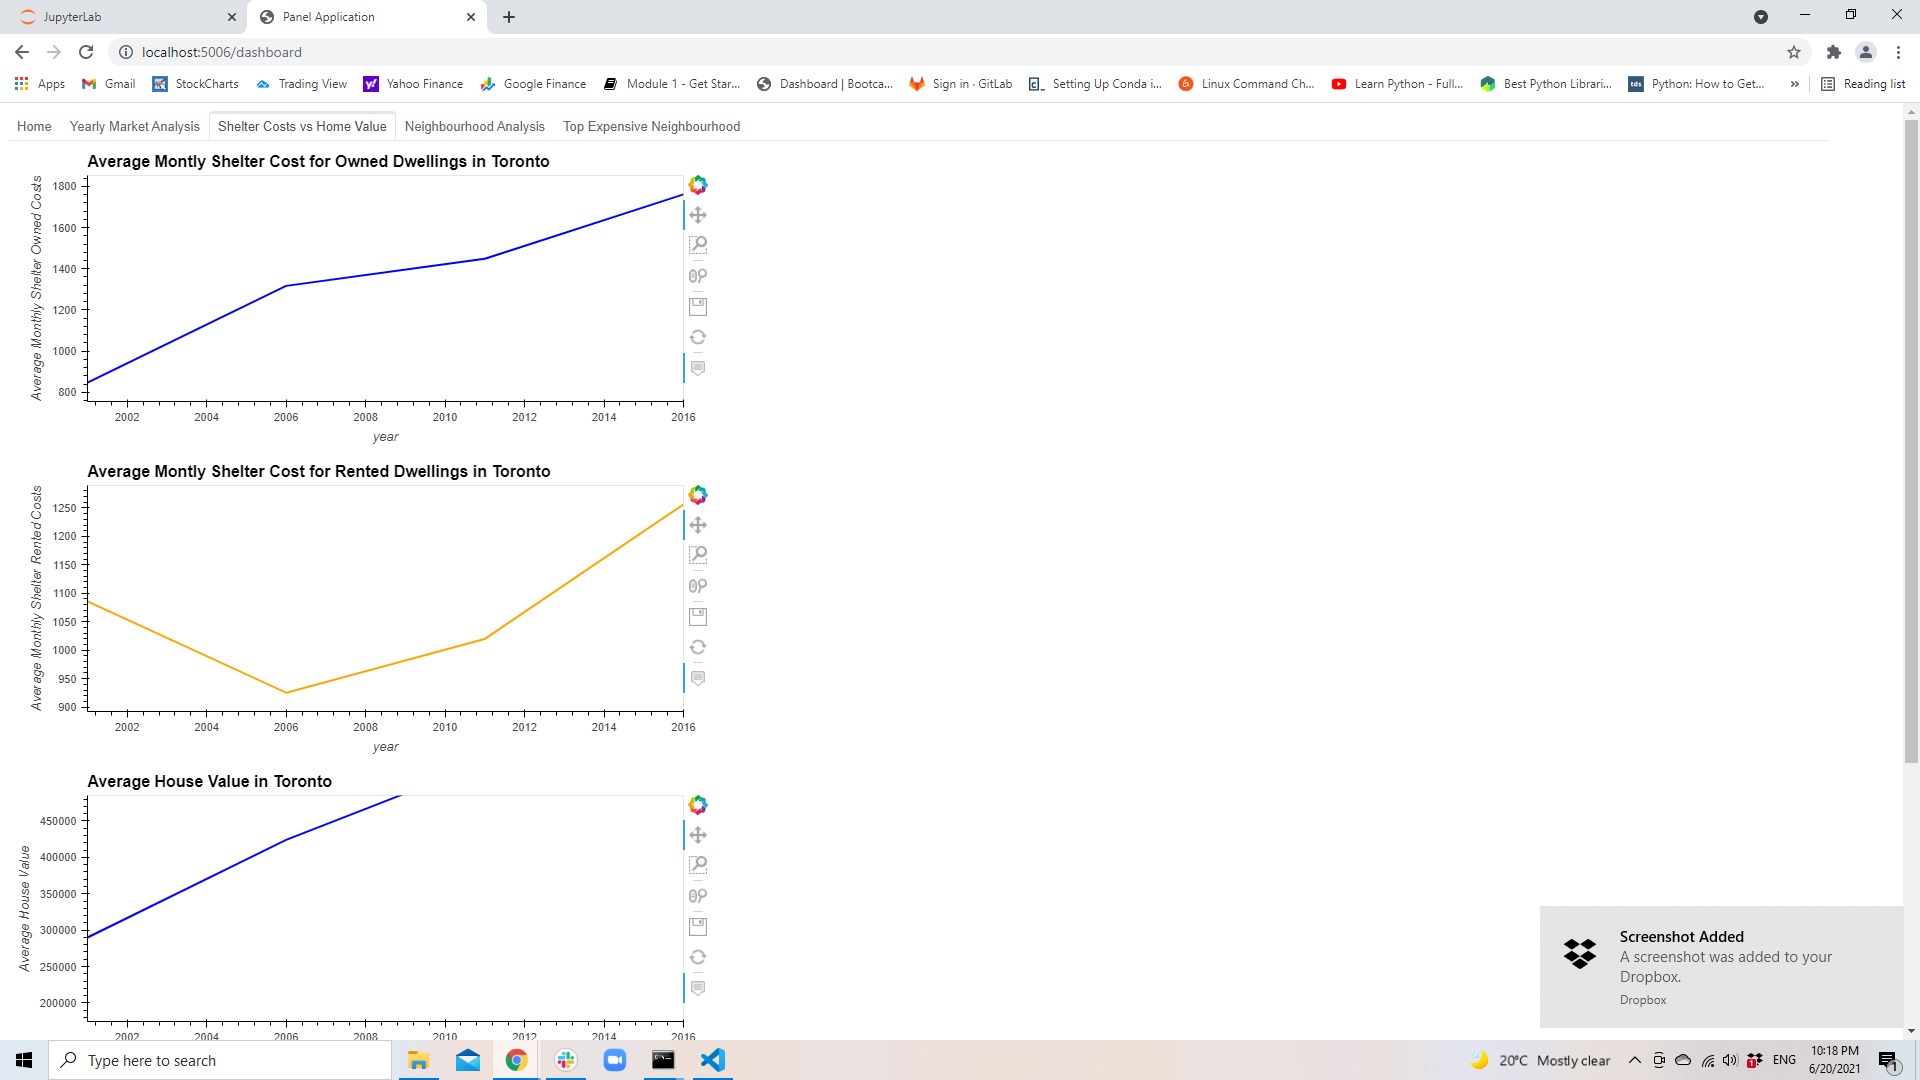 JupyterLab
Panel Application
localhost:5006/dashboard
Apps Gmail StockCharts Trading View Yahoo Finance Google Finance Module 1 - Get Star... Dashboard | Bootca... Sign in · GitLab Setting Up Conda i... Linux Command Ch... Learn Python - Full... Best Python Librari... tds Python: How to Get... » Reading list
Home Yearly Market Analysis Shelter Costs vs Home Value Neighbourhood Analysis Top Expensive Neighbourhood
Average Montly Shelter Cost for Owned Dwellings in Toronto
Average Monthly Shelter Owned Costs
1800
1600
1400
1200
1000
800
2002 2004 2006 2008 2010 2012 2014 2016
year
Average Montly Shelter Cost for Rented Dwellings in Toronto
Average Monthly Shelter Rented Costs
1250
1200
1150
1100
1050
1000
950
900
2002 2004 2006 2008 2010 2012 2014 2016
year
Average House Value in Toronto
Average House Value
450000
400000
350000
300000
250000
200000
2002 2004 2006 2008 2010 2012 2014 2016
Screenshot Added
A screenshot was added to your
Dropbox.
Dropbox
Type here to search
20°C Mostly clear
ENG
10:18 PM
6/20/2021
1